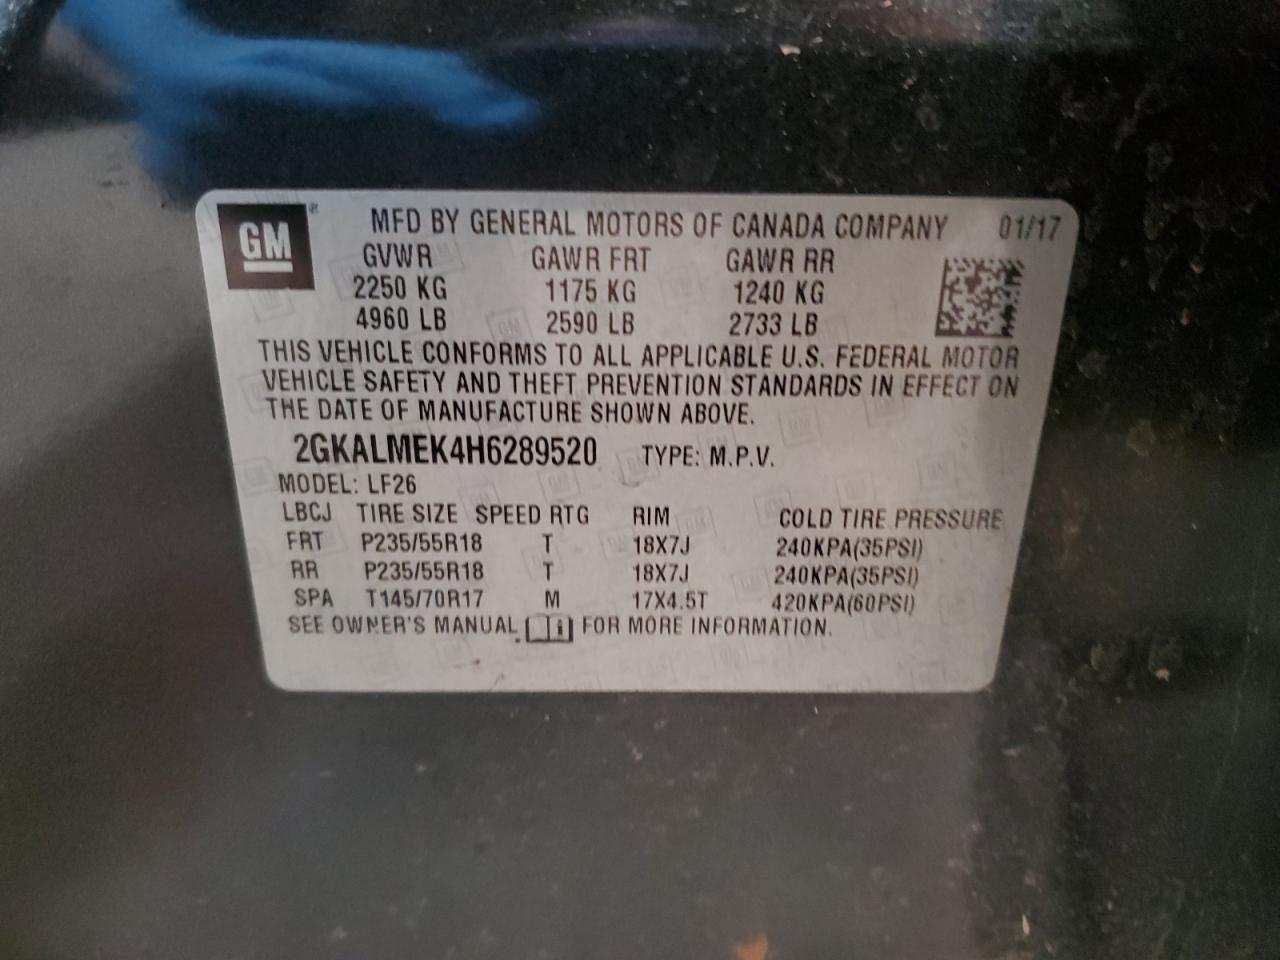 GM® MFD BY GENERAL MOTORS OF CANADA COMPANY 01/17
GVWR GAWR FRT GAWR RR
2250 KG 1175 KG 1240 KG
4960 LB 2590 LB 2733 LB
THIS VEHICLE CONFORMS TO ALL APPLICABLE U.S. FEDERAL MOTOR
VEHICLE SAFETY AND THEFT PREVENTION STANDARDS IN EFFECT ON
THE DATE OF MANUFACTURE SHOWN ABOVE.
2GKALMEK4H6289520 TYPE: M.P.V.
MODEL: LF26
LBCJ TIRE SIZE SPEED RTG RIM COLD TIRE PRESSURE
FRT P235/55R18 T 18X7J 240KPA(35PSI)
RR P235/55R18 T 18X7J 240KPA(35PSI)
SPA T145/70R17 M 17X4.5T 420KPA(60PSI)
SEE OWNER'S MANUAL FOR MORE INFORMATION.